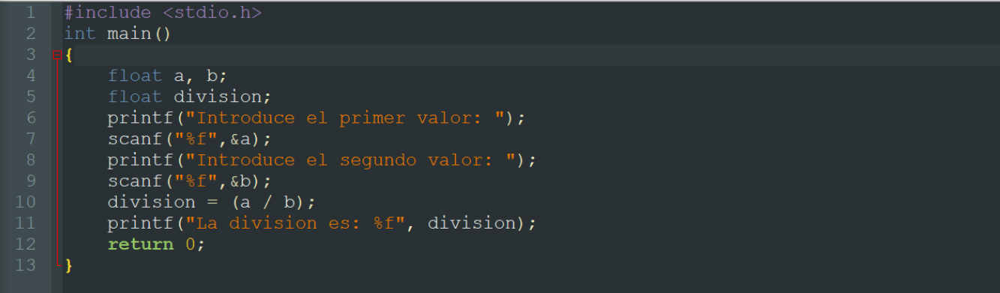 1 #include <stdio.h>
2 int main()
3 {
4     float a, b;
5     float division;
6     printf("Introduce el primer valor: ");
7     scanf("%f",&a);
8     printf("Introduce el segundo valor: ");
9     scanf("%f",&b);
10     division = (a / b);
11     printf("La division es: %f", division);
12     return 0;
13 }